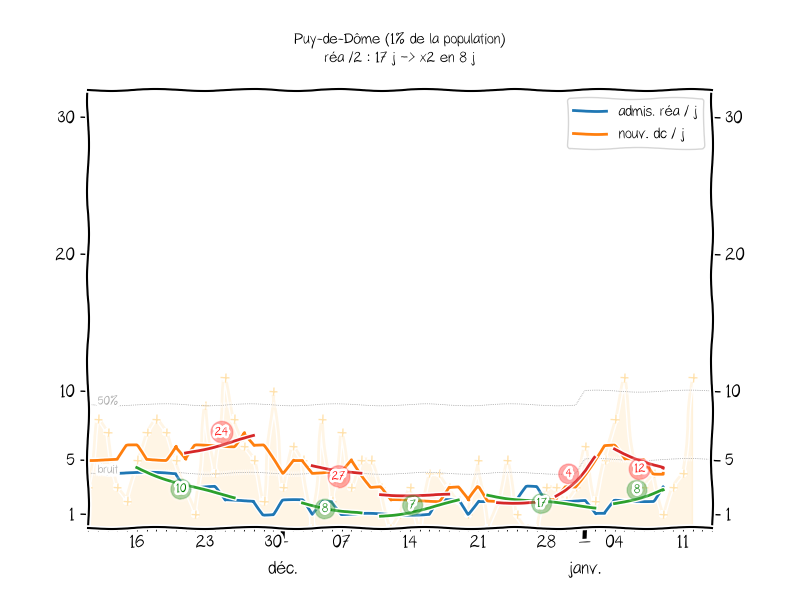 Puy-de-Dôme (1% de la population)
réa /2 : 17 j -> x2 en 8 j
admis. réa / j
nouv. dc / j
30
30
20
20
10
10
50%
24
5
5
bruit
27
4
12
10
8
7
17
8
1
1
16 23 30 07 14 21 28 04 11
déc. janv.